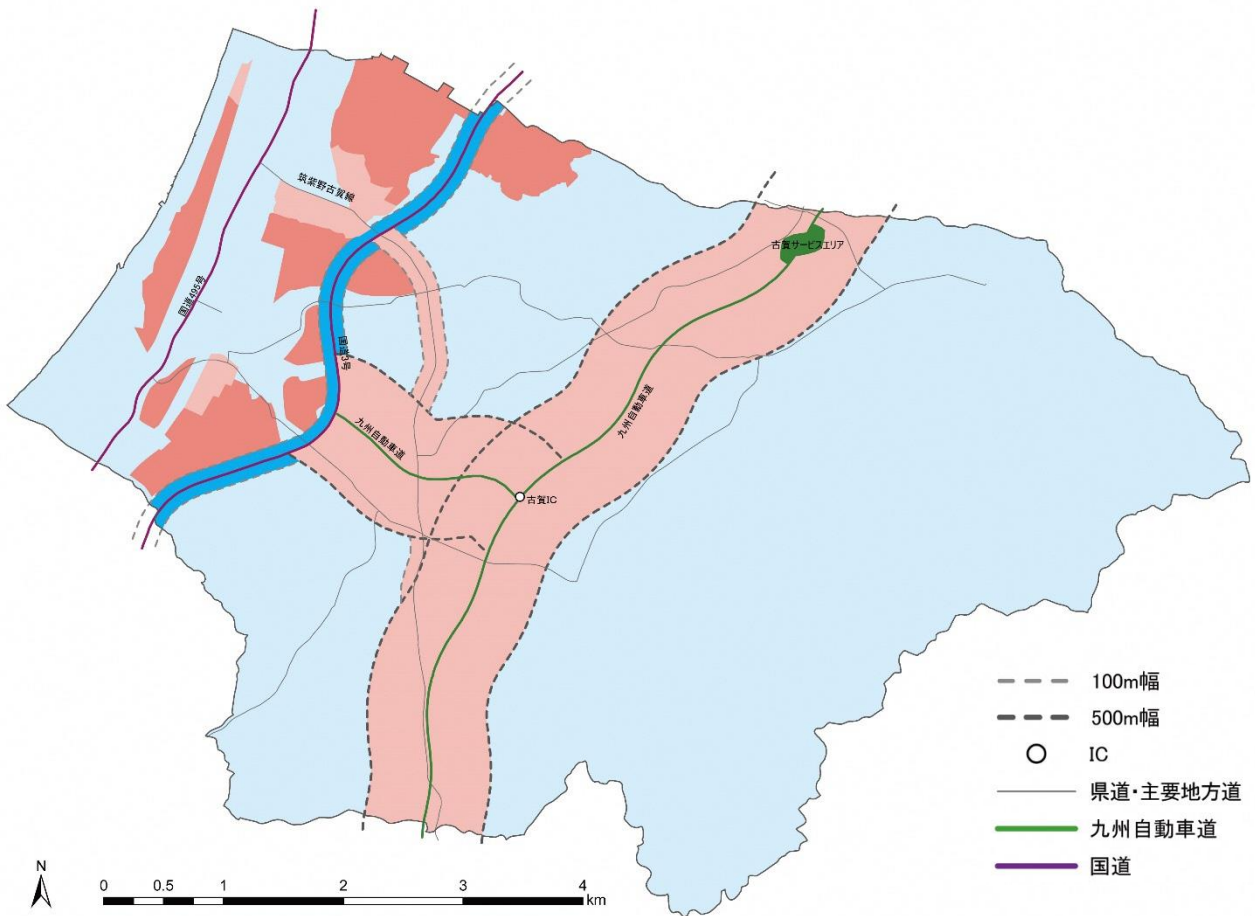 筑紫野古賀線
古賀サービスエリア
国道495号
国道3号
九州自動車道
九州自動車道
古賀IC
100m幅
500m幅
IC
県道・主要地方道
九州自動車道
国道
N
0 0.5 1 2 3 4
km